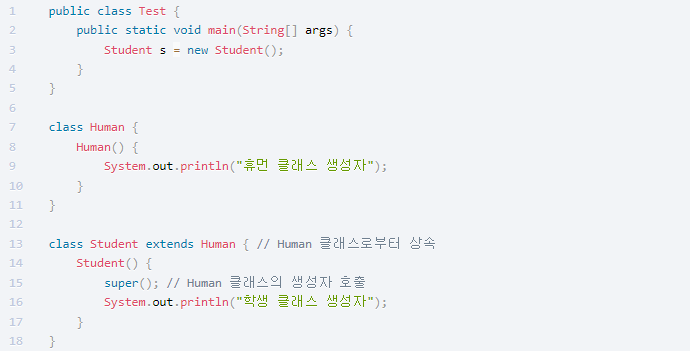 1 public class Test {
2     public static void main(String[] args) {
3         Student s = new Student();
4     }
5 }
6
7 class Human {
8     Human() {
9         System.out.println("휴먼 클래스 생성자");
10     }
11 }
12
13 class Student extends Human { // Human 클래스로부터 상속
14     Student() {
15         super(); // Human 클래스의 생성자 호출
16         System.out.println("학생 클래스 생성자");
17     }
18 }